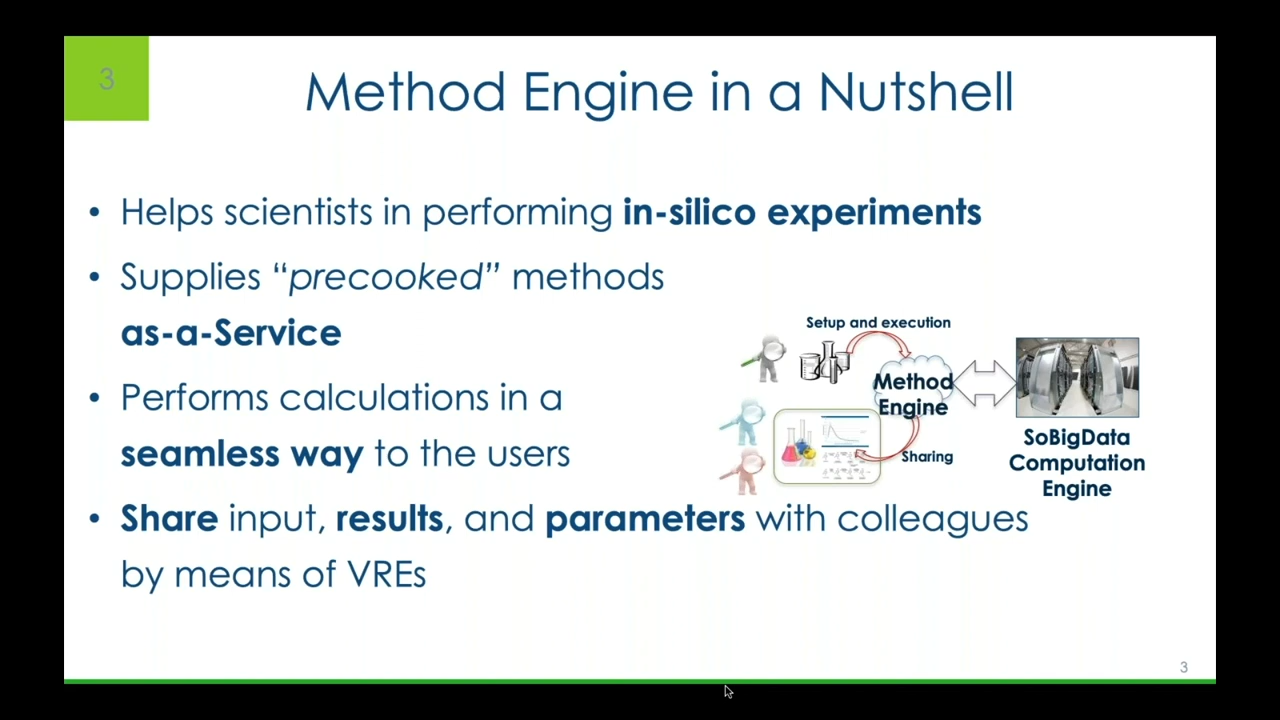 3
Method Engine in a Nutshell
• Helps scientists in performing in-silico experiments
• Supplies “precooked” methods
as-a-Service
• Performs calculations in a
seamless way to the users
• Share input, results, and parameters with colleagues
by means of VREs
Setup and execution
Method
Engine
Sharing
SoBigData
Computation
Engine
3